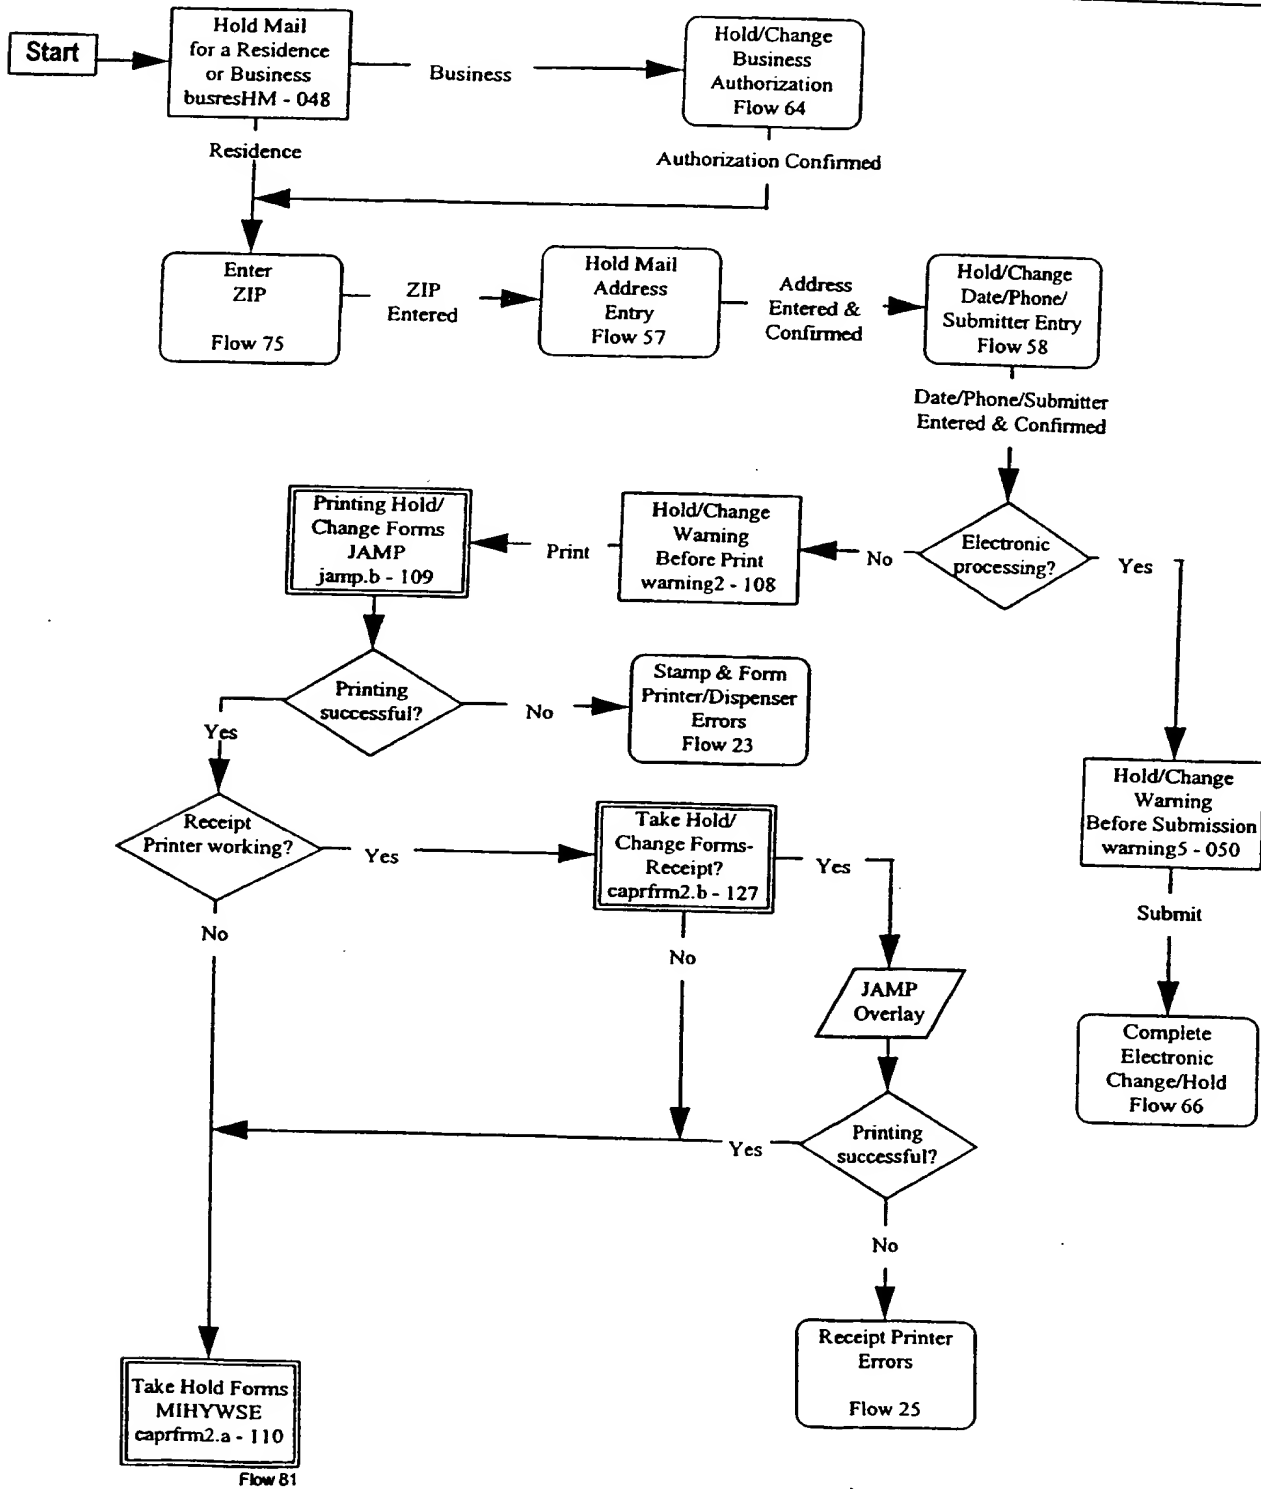 Start
Hold Mail
for a Residence
or Business
busresHM - 048
Business
Hold/Change
Business
Authorization
Flow 64
Residence
Authorization Confirmed
Enter
ZIP
Flow 75
ZIP
Entered
Hold Mail
Address
Entry
Flow 57
Address
Entered &
Confirmed
Hold/Change
Date/Phone/
Submitter Entry
Flow 58
Date/Phone/Submitter
Entered & Confirmed
Printing Hold/
Change Forms
JAMP
jamp.b - 109
Print
Hold/Change
Warning
Before Print
warning2 - 108
No
Electronic
processing?
Yes
Printing
successful?
No
Stamp & Form
Printer/Dispenser
Errors
Flow 23
Yes
Hold/Change
Warning
Before Submission
warning5 - 050
Receipt
Printer working?
Yes
Take Hold/
Change Forms-
Receipt?
caprfrm2.b - 127
Yes
Submit
No
No
JAMP
Overlay
Complete
Electronic
Change/Hold
Flow 66
Yes
Printing
successful?
No
Receipt Printer
Errors
Flow 25
Take Hold Forms
MIHYWSE
caprfrm2.a - 110
Flow 81